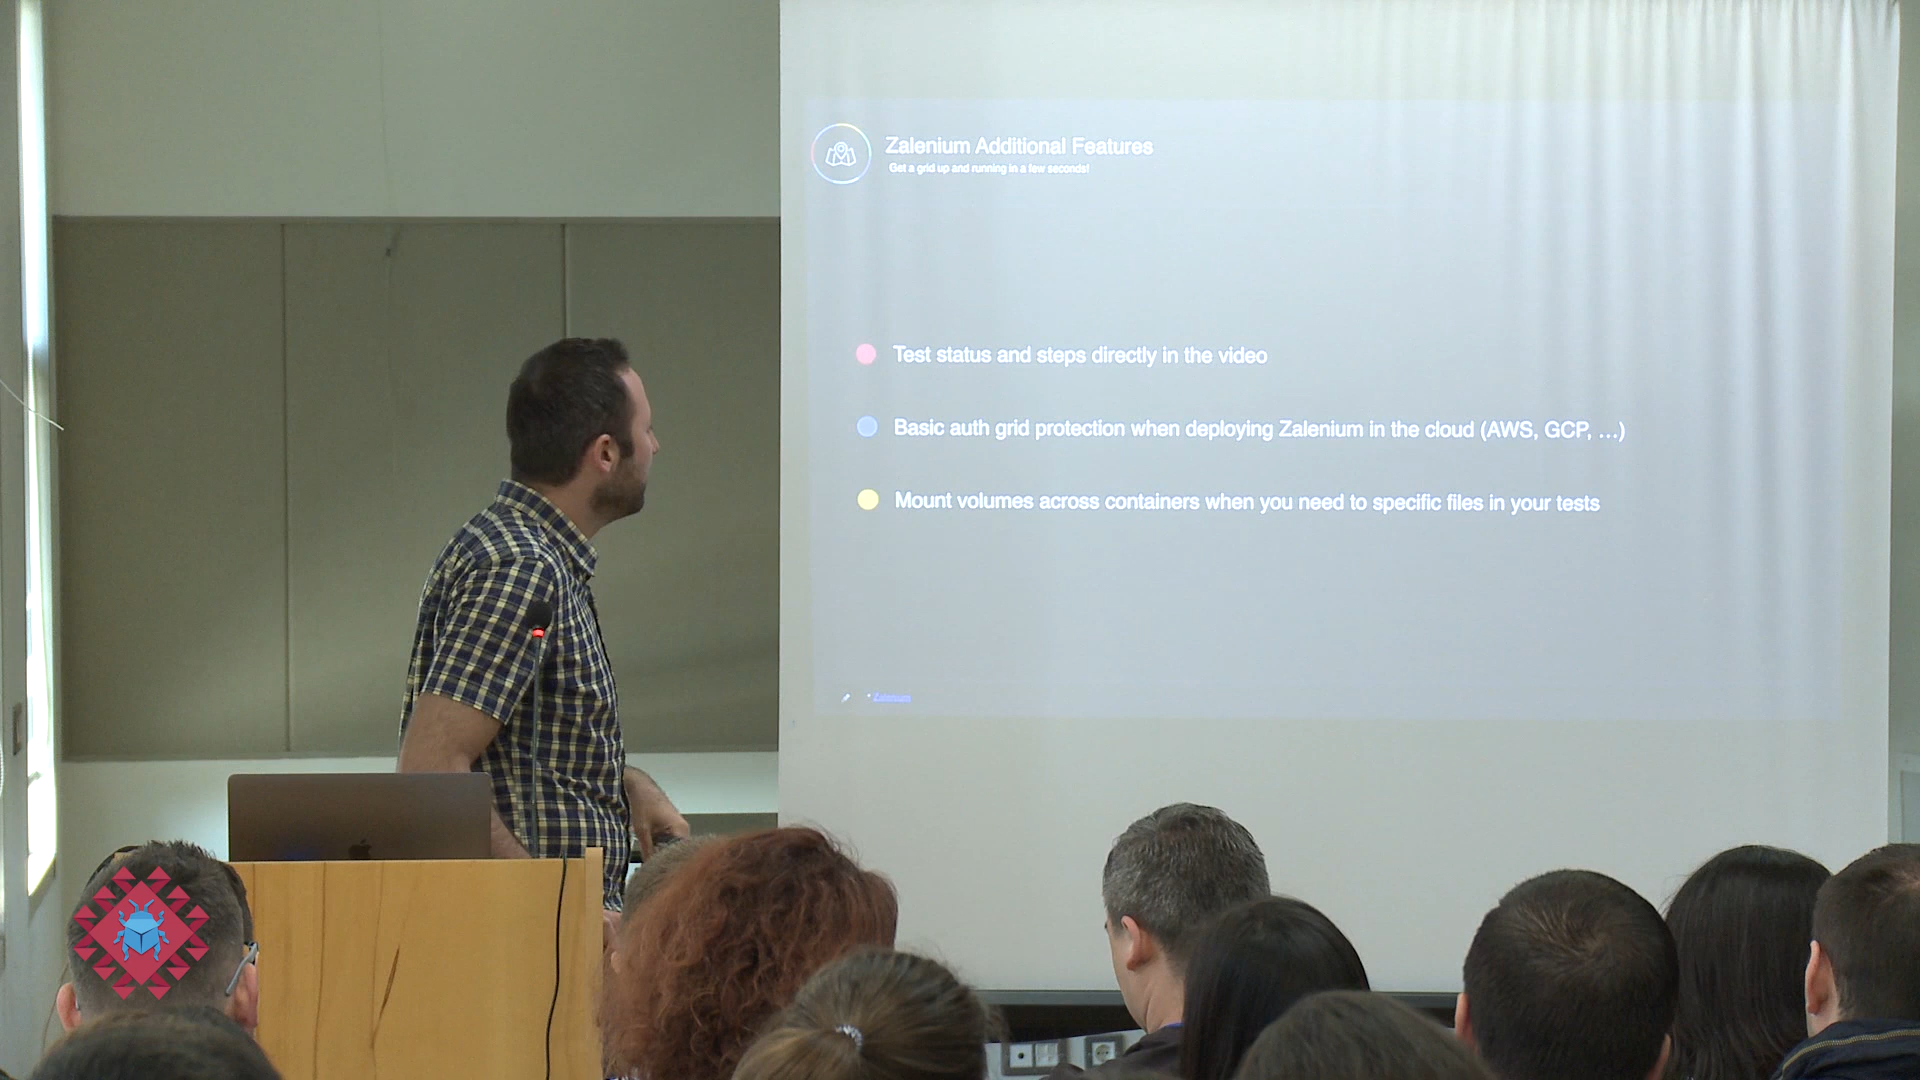 Zalenium Additional Features
Get a grid up and running in a few seconds!
Test status and steps directly in the video
Basic auth grid protection when deploying Zalenium in the cloud (AWS, GCP, ...)
Mount volumes across containers when you need to specific files in your tests
* Zalenium